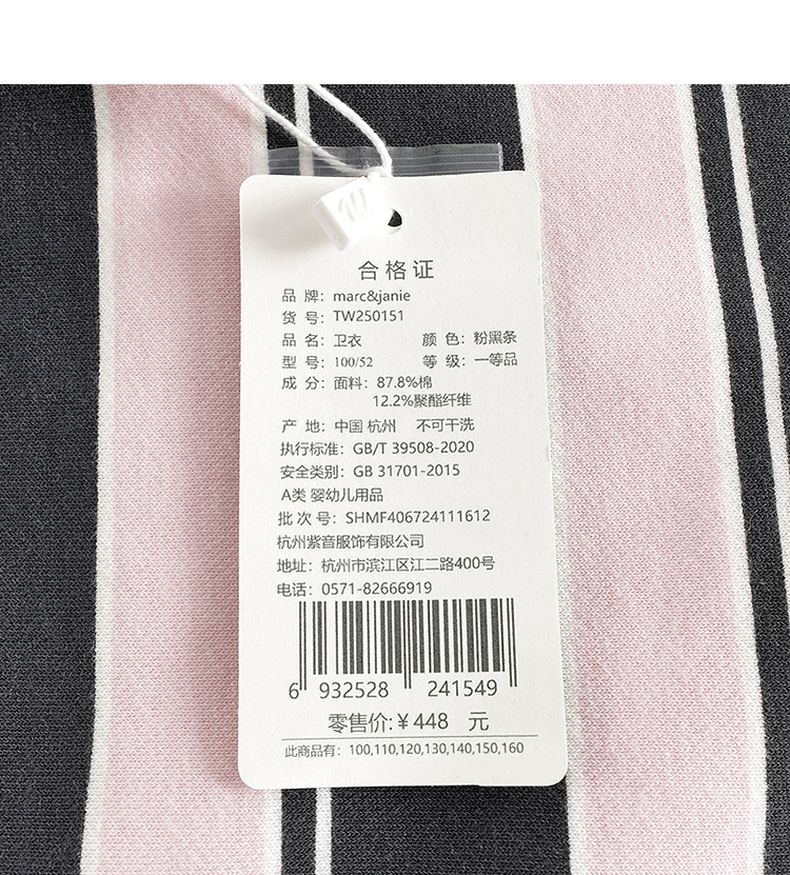 合格证
品 牌：marc&janie
货 号：TW250151
品 名：卫衣 颜 色：粉黑条
型 号：100/52 等 级：一等品
成 分：面料：87.8%棉
12.2%聚酯纤维
产 地：中国 杭州 不可干洗
执行标准：GB/T 39508-2020
安全类别：GB 31701-2015
A类 婴幼儿用品
批 次 号：SHMF406724111612
杭州紫音服饰有限公司
地址：杭州市滨江区江二路400号
电话：0571-82666919
6 932528 241549
零售价:￥448 元
此商品有：100,110,120,130,140,150,160